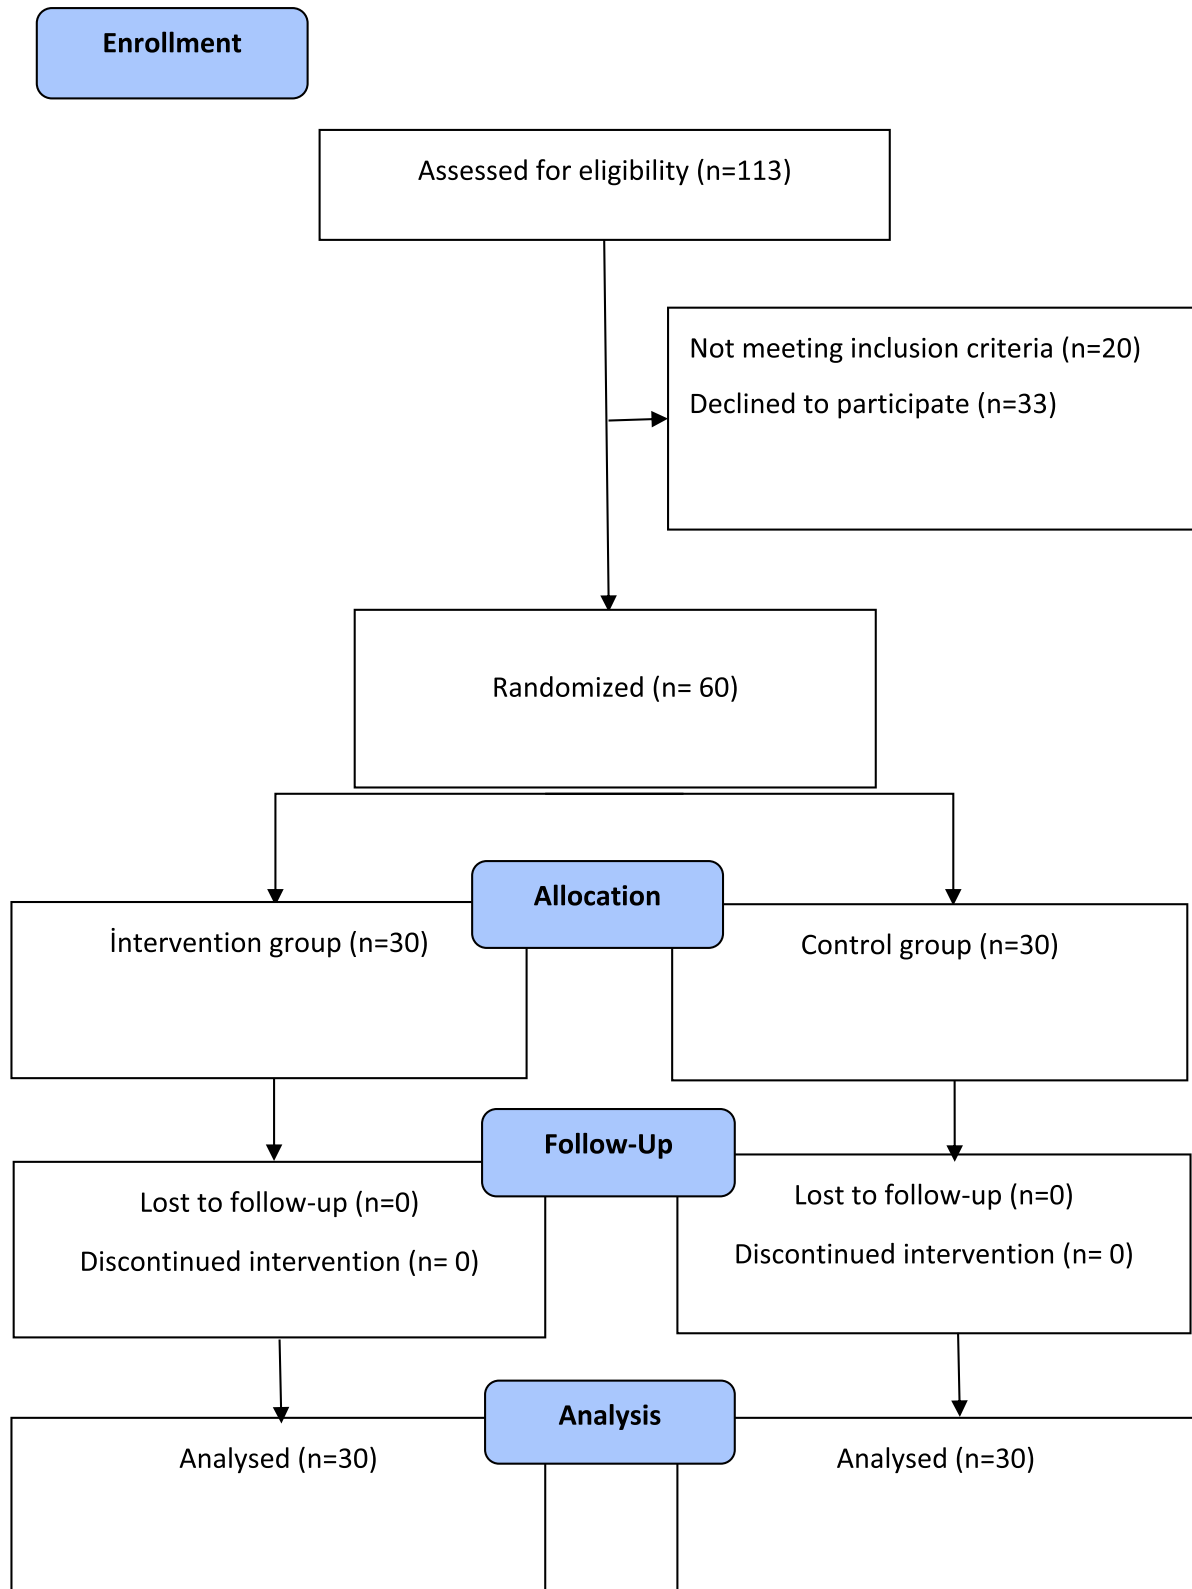 Enrollment
Assessed for eligibility (n=113)
Not meeting inclusion criteria (n=20)
Declined to participate (n=33)
Randomized (n= 60)
Allocation
İntervention group (n=30)
Control group (n=30)
Follow-Up
Lost to follow-up (n=0)
Discontinued intervention (n= 0)
Lost to follow-up (n=0)
Discontinued intervention (n= 0)
Analysis
Analysed (n=30)
Analysed (n=30)